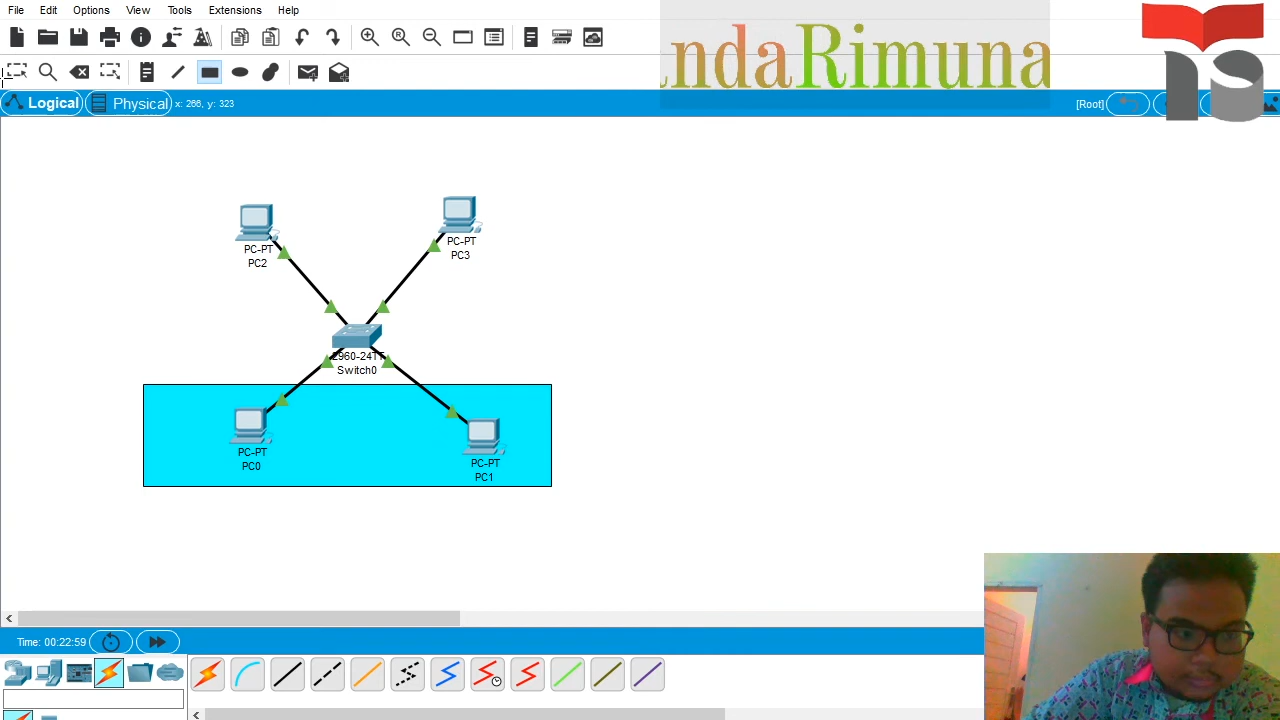 File Edit Options View Tools Extensions Help
ndaRimuna
Logical Physical x: 266, y: 323 [Root]
PC-PT
PC2
PC-PT
PC3
2960-24TT
Switch0
PC-PT
PC0
PC-PT
PC1
Time: 00:22:59